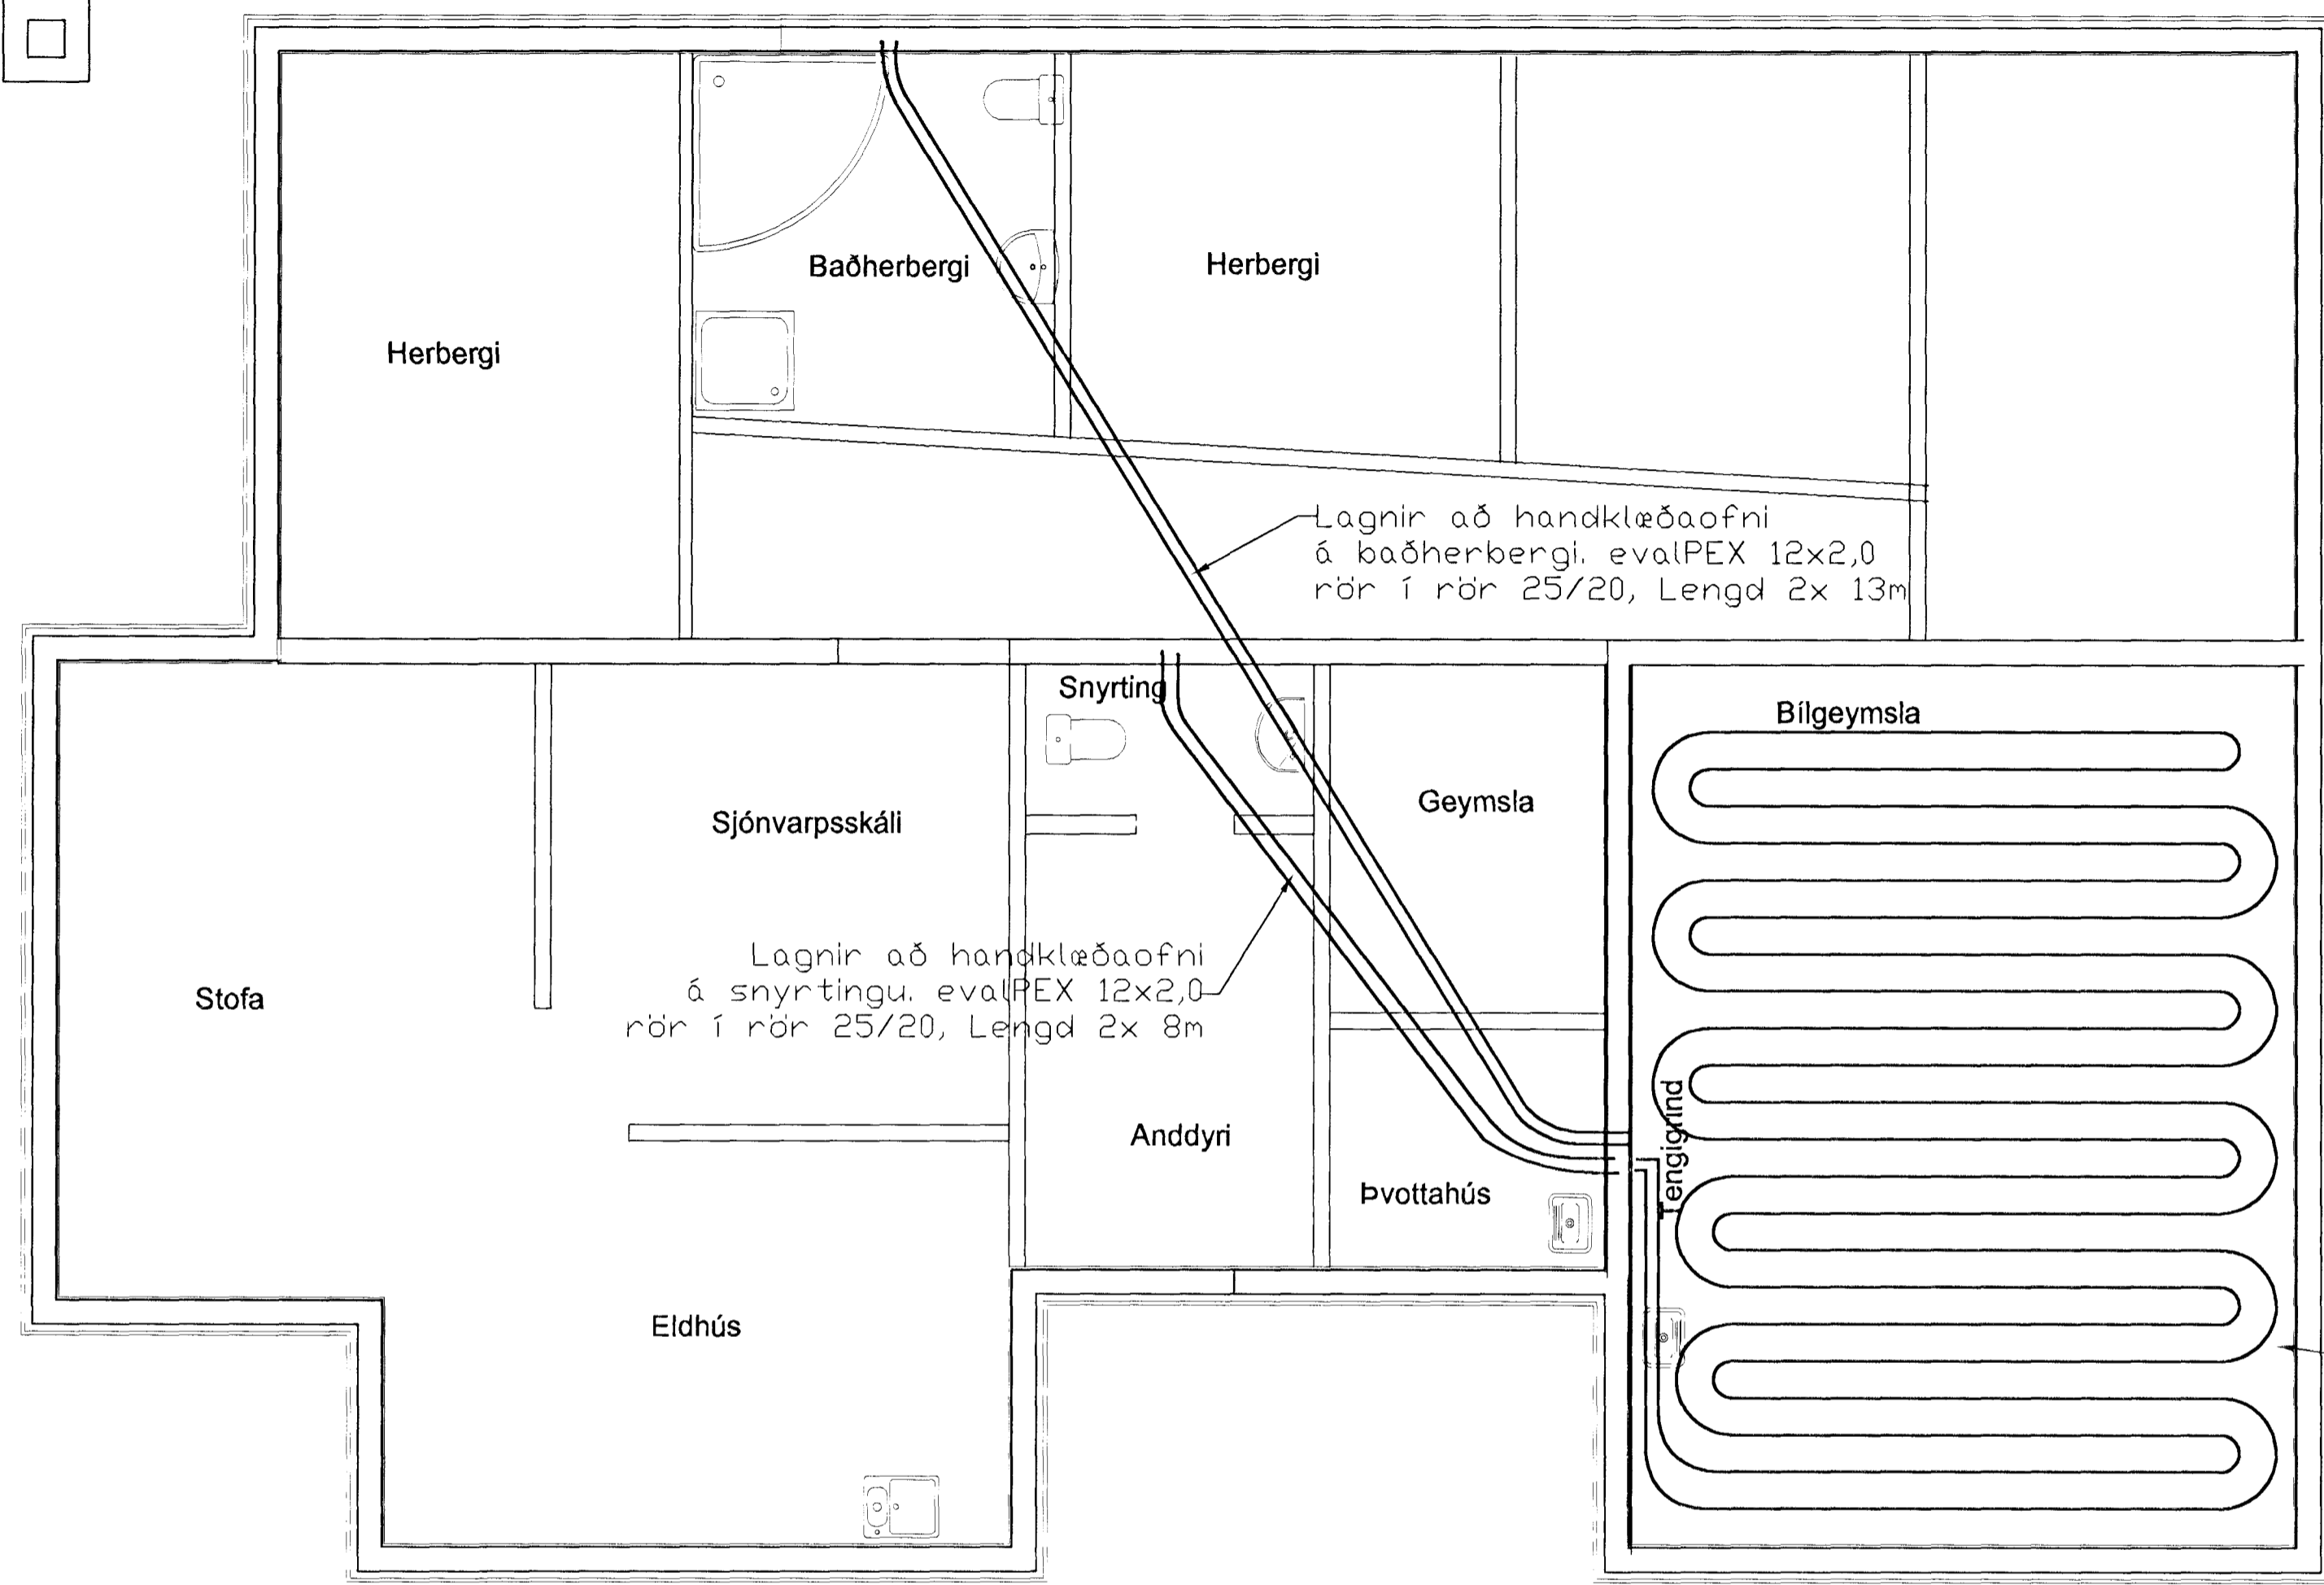 Baðherbergi
Herbergi
Herbergi
Lagnir að handklæðaofni
á baðherbergi. evalPEX 12x2,0
rör í rör 25/20, Lengd 2x 13m
Snyrting
Bílgeymsla
Sjónvarpsskáli
Geymsla
Lagnir að handklæðaofni
á snyrtingu. evalPEX 12x2,0
rör í rör 25/20, Lengd 2x 8m
Stofa
Tengigrind
Anddyri
Þvottahús
Eldhús